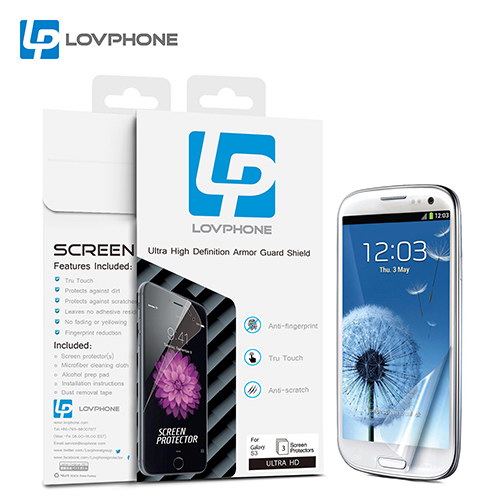 LP LOVPHONE
LP
LOVPHONE
Ultra High Definition Armor Guard Shield
SCREEN
Features Included:
Tru Touch
Protects against dirt
Protects against scratches
Leaves no adhesive resi
No fading or yellowing
Fingerprint reduction
Included:
Screen protector(s)
Microfiber cleaning cloth
Alcohol prep pad
Installation instructions
Dust removal tape
LP LOVPHONE
Anti-fingerprint
Tru Touch
Anti-scratch
SCREEN
PROTECTOR
For
Galaxy
S3
3 Screen
Protectors
ULTRA HD
12:03
12:03
Thu, 3 May